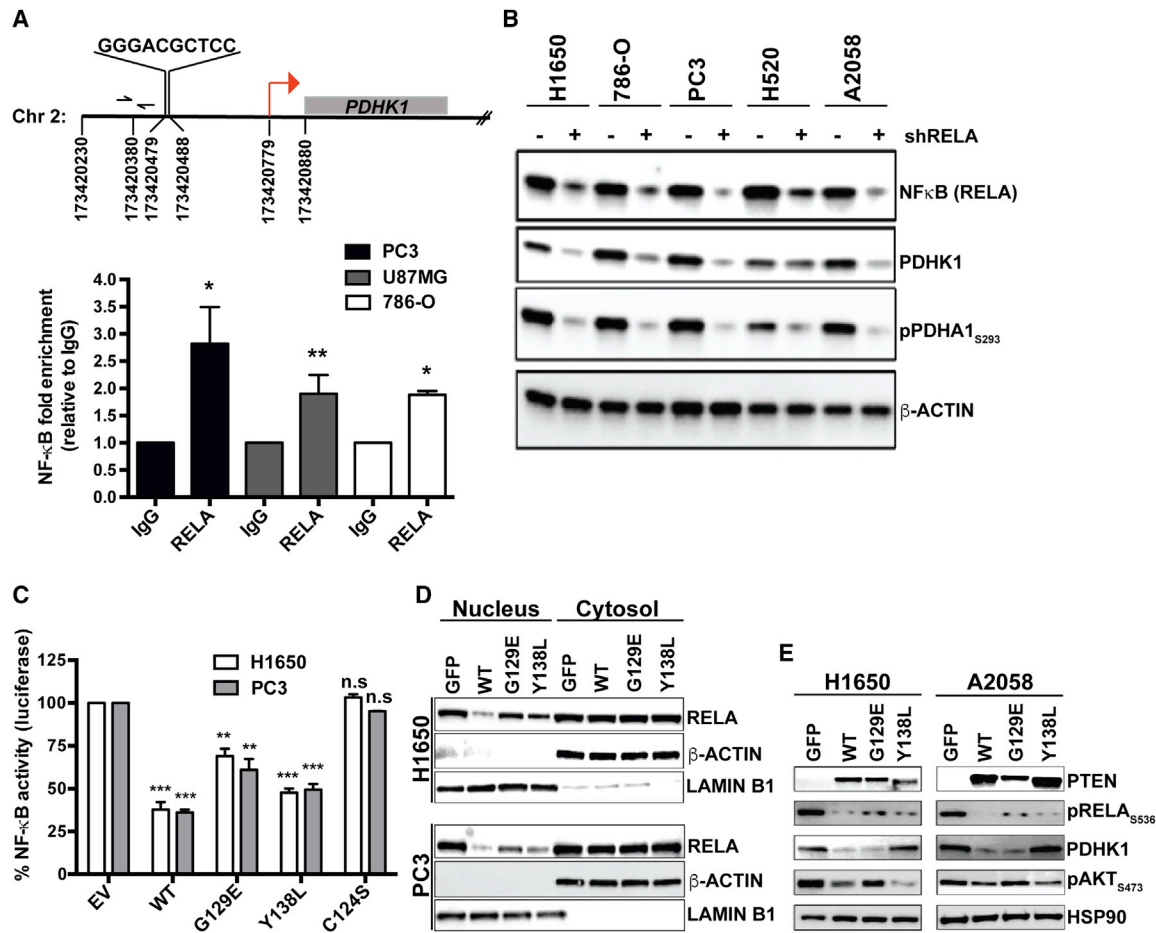 A
GGGACGCTCC
PDHK1
Chr 2:
173420230
173420380
173420479
173420488
173420779
173420880
PC3
U87MG
786-O
NF-κB fold enrichment
(relative to IgG)
4.0
3.5
3.0
2.5
2.0
1.5
1.0
0.5
0.0
* ** *
IgG RELA IgG RELA IgG RELA
B
H1650 786-O PC3 H520 A2058
- + - + - + - + - + shRELA
NFκB (RELA)
PDHK1
pPDHA1S293
β-ACTIN
C
% NF-κB activity (luciferase)
125
100
75
50
25
0
H1650
PC3
*** *** ** ** *** *** n.s n.s
EV WT G129E Y138L C124S
D
Nucleus Cytosol
GFP WT G129E Y138L GFP WT G129E Y138L
H1650
RELA
β-ACTIN
LAMIN B1
PC3
RELA
β-ACTIN
LAMIN B1
E
H1650 A2058
GFP WT G129E Y138L GFP WT G129E Y138L
PTEN
pRELAS536
PDHK1
pAKTS473
HSP90